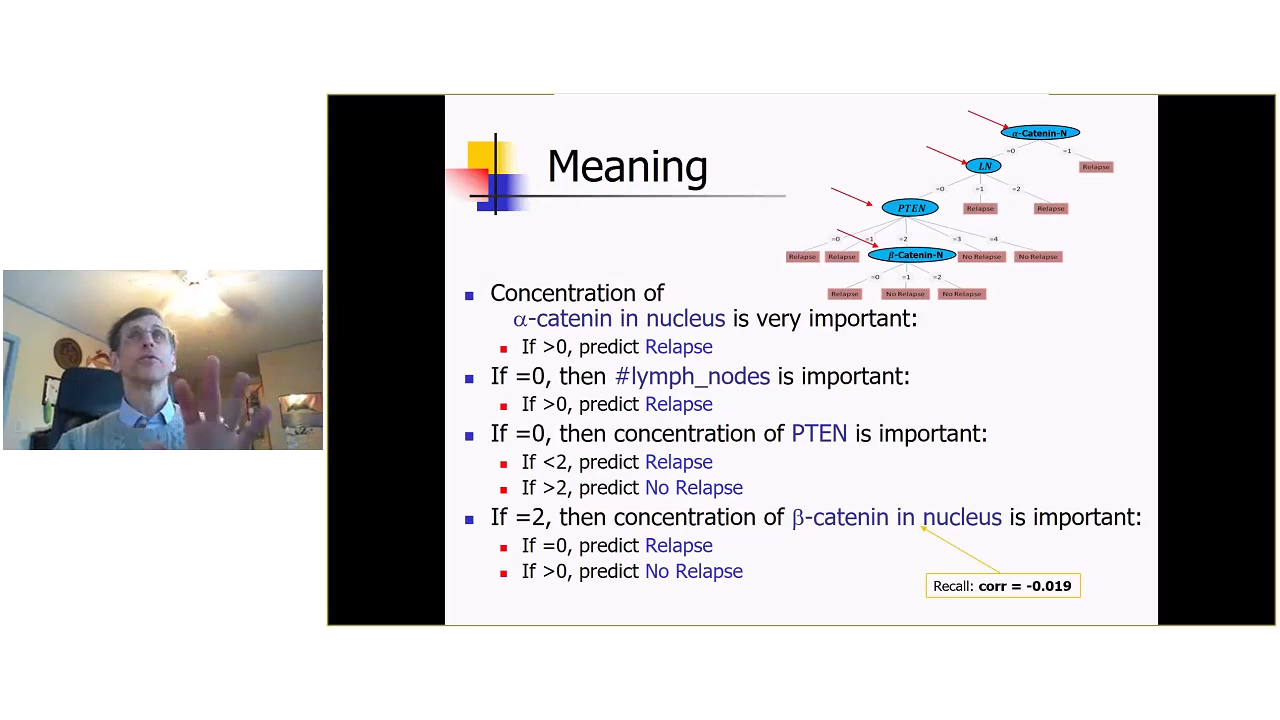 Meaning
α-Catenin-N
=0
=1
LN
Relapse
=0
=1
=2
PTEN
Relapse
Relapse
=0
=1
=2
=3
=4
Relapse
Relapse
β-Catenin-N
No Relapse
No Relapse
=0
=1
=2
Relapse
No Relapse
No Relapse
Concentration of
α-catenin in nucleus is very important:
If >0, predict Relapse
If =0, then #lymph_nodes is important:
If >0, predict Relapse
If =0, then concentration of PTEN is important:
If <2, predict Relapse
If >2, predict No Relapse
If =2, then concentration of β-catenin in nucleus is important:
If =0, predict Relapse
If >0, predict No Relapse
Recall: corr = -0.019